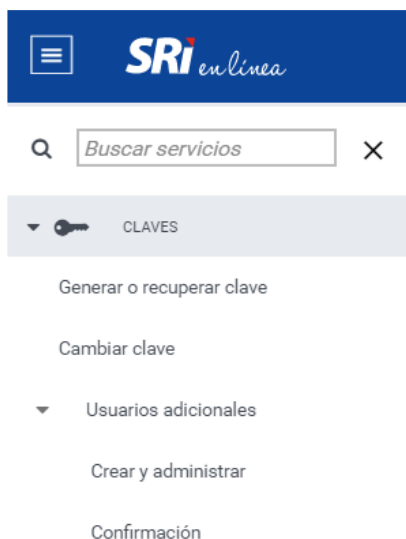 SRi en línea
Buscar servicios
CLAVES
Generar o recuperar clave
Cambiar clave
Usuarios adicionales
Crear y administrar
Confirmación